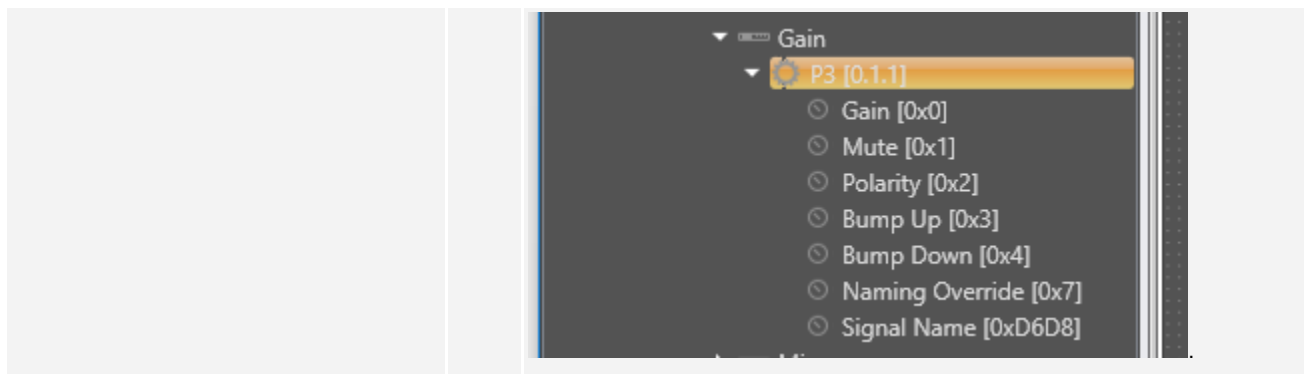 Gain
P3 [0.1.1]
Gain [0x0]
Mute [0x1]
Polarity [0x2]
Bump Up [0x3]
Bump Down [0x4]
Naming Override [0x7]
Signal Name [0xD6D8]
.